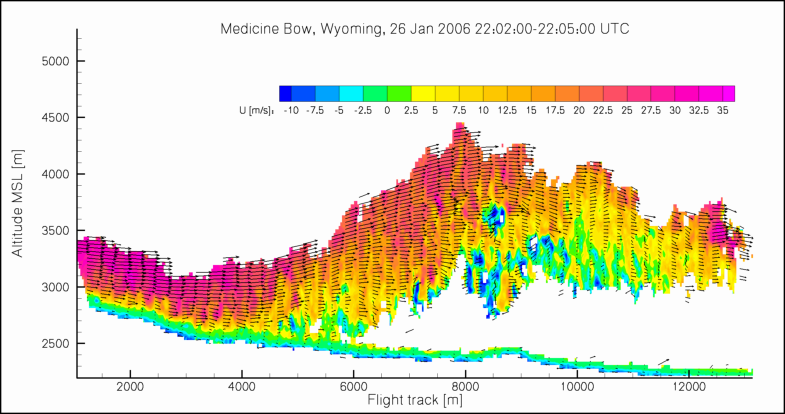 Medicine Bow, Wyoming, 26 Jan 2006 22:02:00-22:05:00 UTC
U [m/s]: -10 -7.5 -5 -2.5 0 2.5 5 7.5 10 12.5 15 17.5 20 22.5 25 27.5 30 32.5 35
Altitude MSL [m]
5000
4500
4000
3500
3000
2500
2000 4000 6000 8000 10000 12000
Flight track [m]